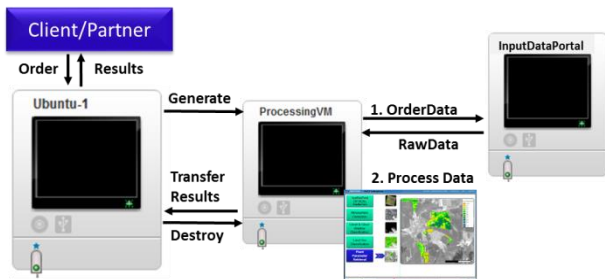 Client/Partner
Order
Results
Ubuntu-1
Generate
ProcessingVM
1. OrderData
InputDataPortal
RawData
2. Process Data
Transfer
Results
Destroy